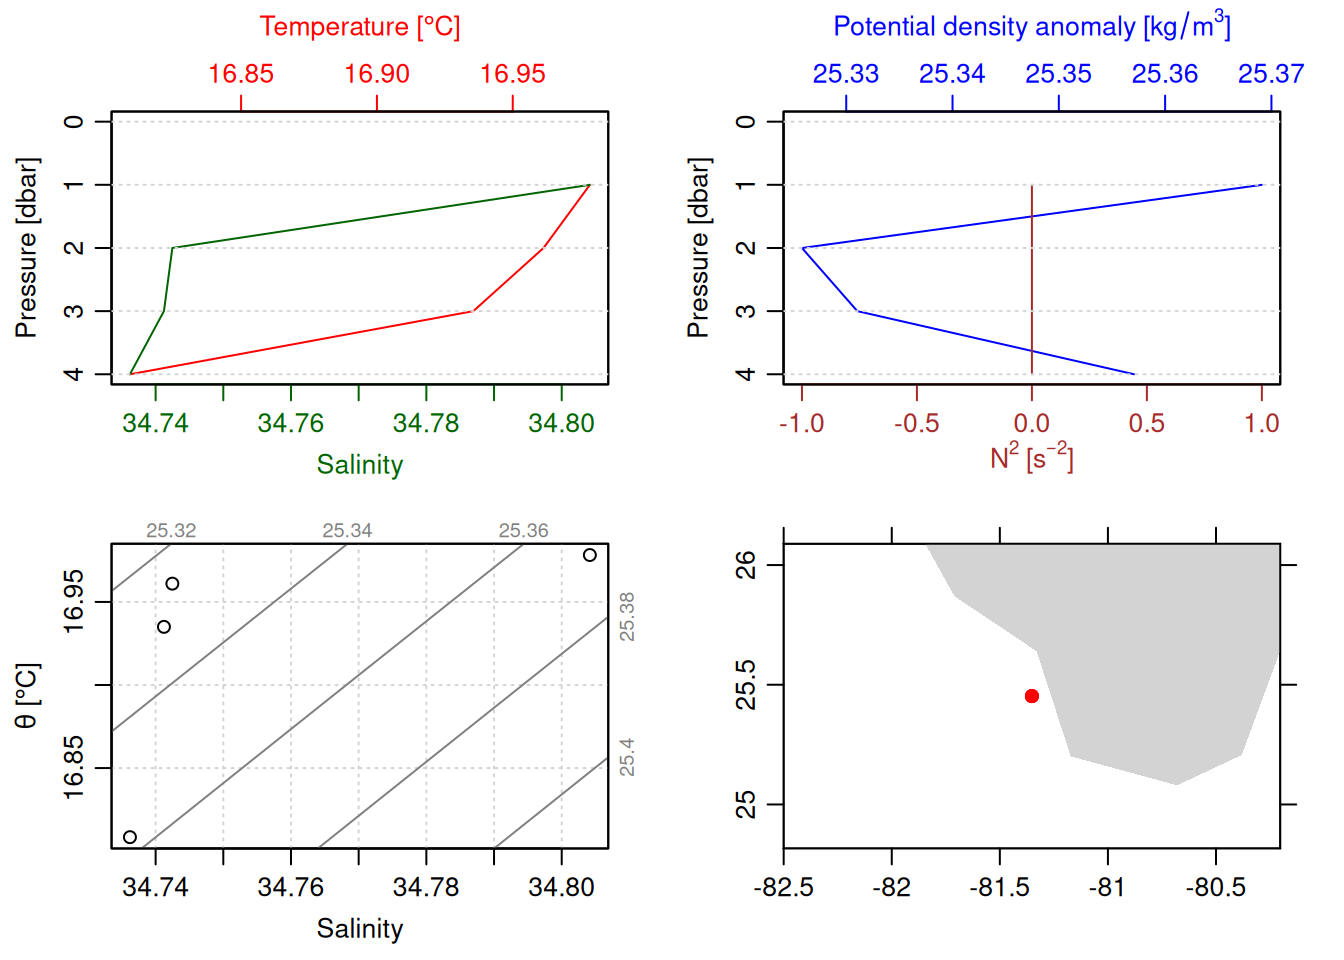 Temperature [°C]
16.85 16.90 16.95
0
1
2
3
4
Pressure [dbar]
34.74 34.76 34.78 34.80
Salinity
Potential density anomaly [kg/m³]
25.33 25.34 25.35 25.36 25.37
0
1
2
3
4
Pressure [dbar]
-1.0 -0.5 0.0 0.5 1.0
N² [s⁻²]
25.32 25.34 25.36
25.38
25.4
16.95
16.85
θ [°C]
34.74 34.76 34.78 34.80
Salinity
26
25.5
25
-82.5 -82 -81.5 -81 -80.5